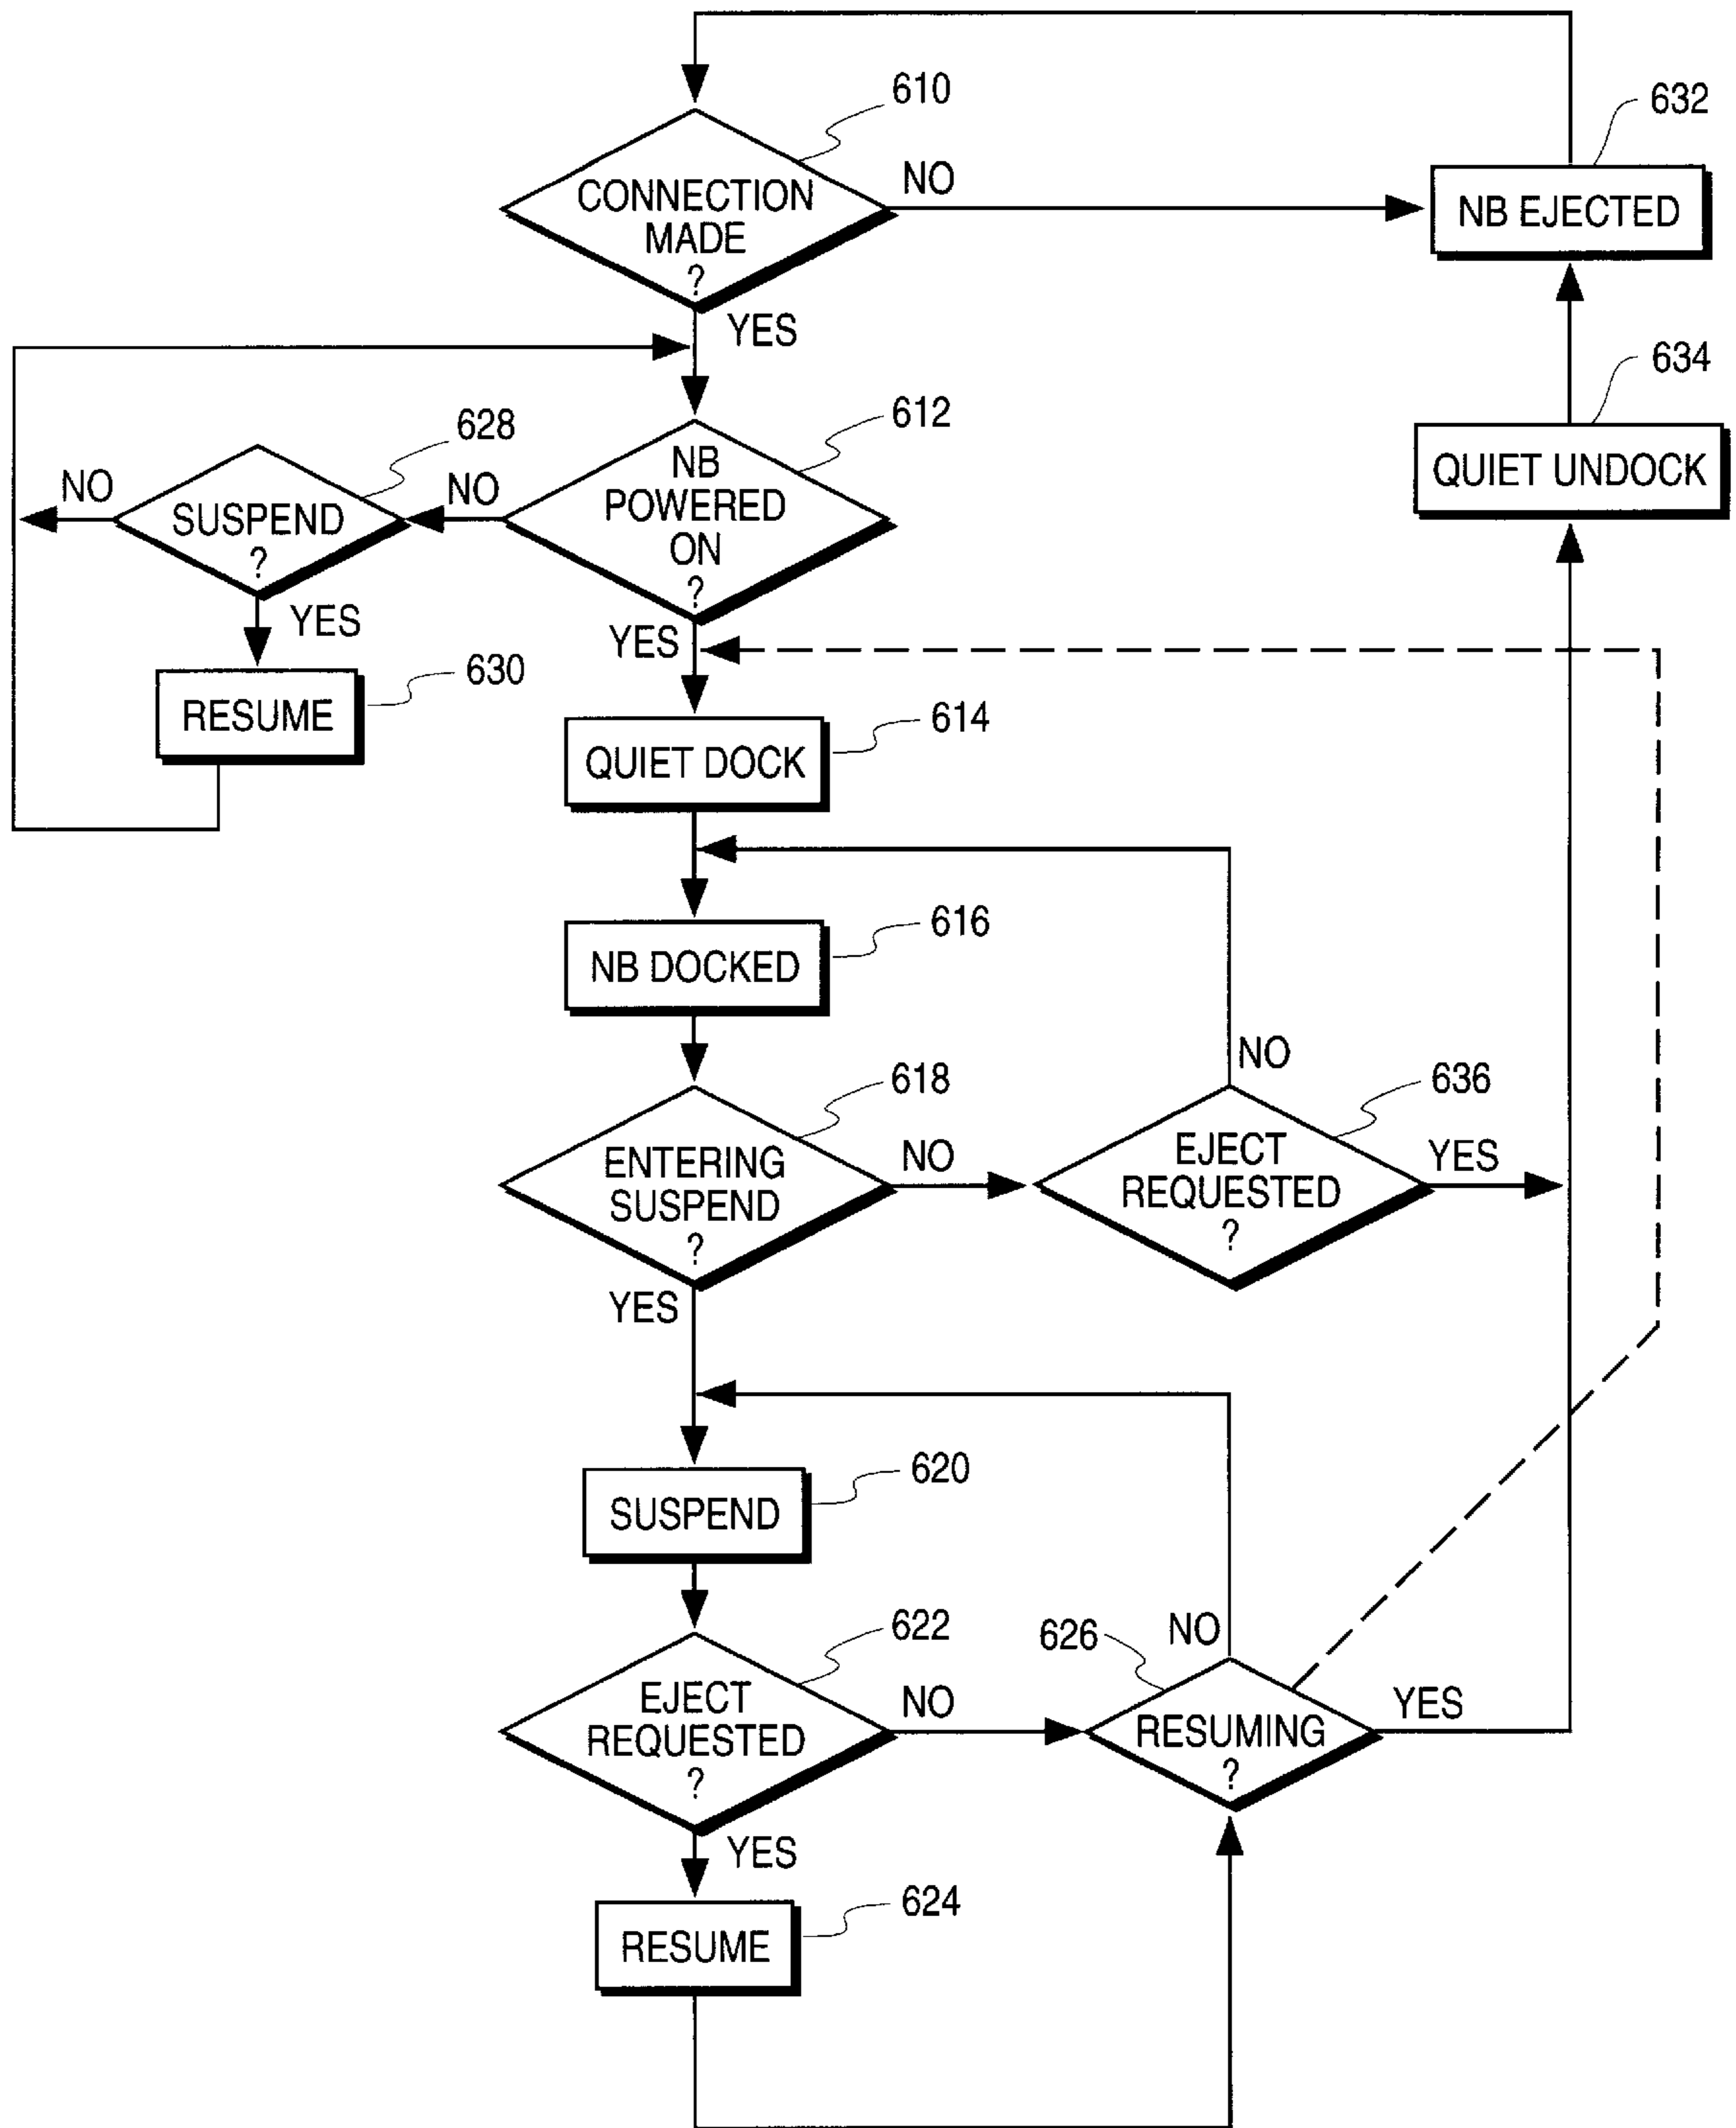 610
CONNECTION
MADE
?
NO
YES
632
NB EJECTED
634
QUIET UNDOCK
612
NB
POWERED
ON
?
NO
YES
628
SUSPEND
?
NO
YES
630
RESUME
614
QUIET DOCK
616
NB DOCKED
618
ENTERING
SUSPEND
?
NO
YES
636
EJECT
REQUESTED
?
NO
YES
620
SUSPEND
622
EJECT
REQUESTED
?
NO
YES
626
RESUMING
?
NO
YES
624
RESUME